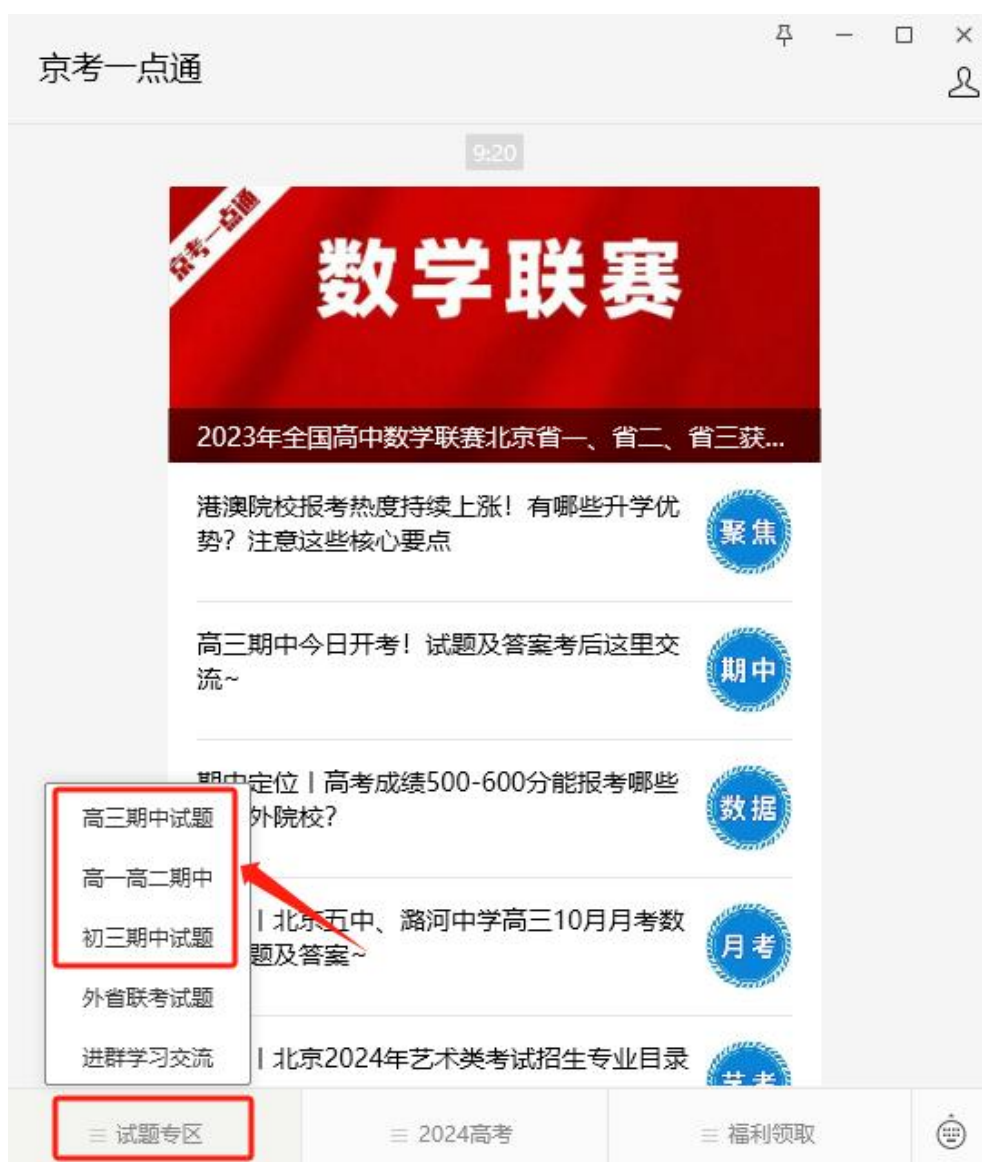 京考一点通
9:20
京考一点通
数学联赛
2023年全国高中数学联赛北京省一、省二、省三获...
港澳院校报考热度持续上涨！有哪些升学优
势？注意这些核心要点
聚焦
高三期中今日开考！试题及答案考后这里交
流~
期中
期中定位丨高考成绩500-600分能报考哪些
外院校？
数据
丨北京五中、潞河中学高三10月月考数
题及答案~
月考
丨北京2024年艺术类考试招生专业目录
艺考
高三期中试题
高一高二期中
初三期中试题
外省联考试题
进群学习交流
试题专区
2024高考
福利领取